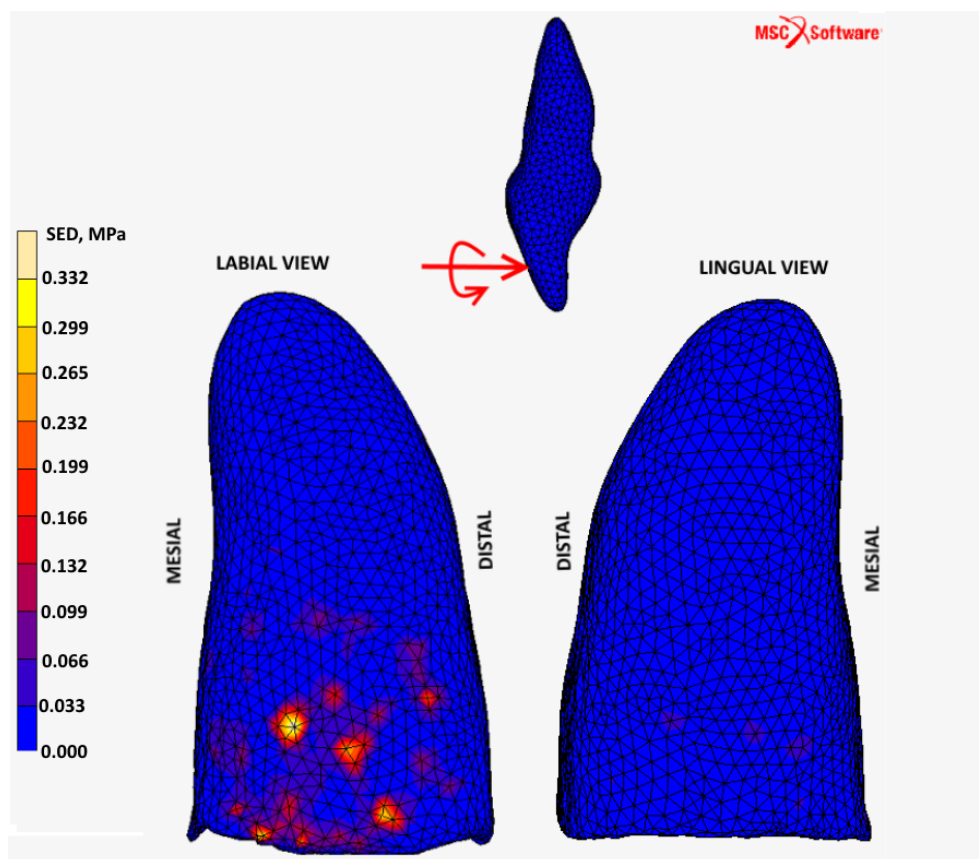 MSC Software
SED, MPa
0.332
0.299
0.265
0.232
0.199
0.166
0.132
0.099
0.066
0.033
0.000
LABIAL VIEW
MESIAL
DISTAL
LINGUAL VIEW
DISTAL
MESIAL